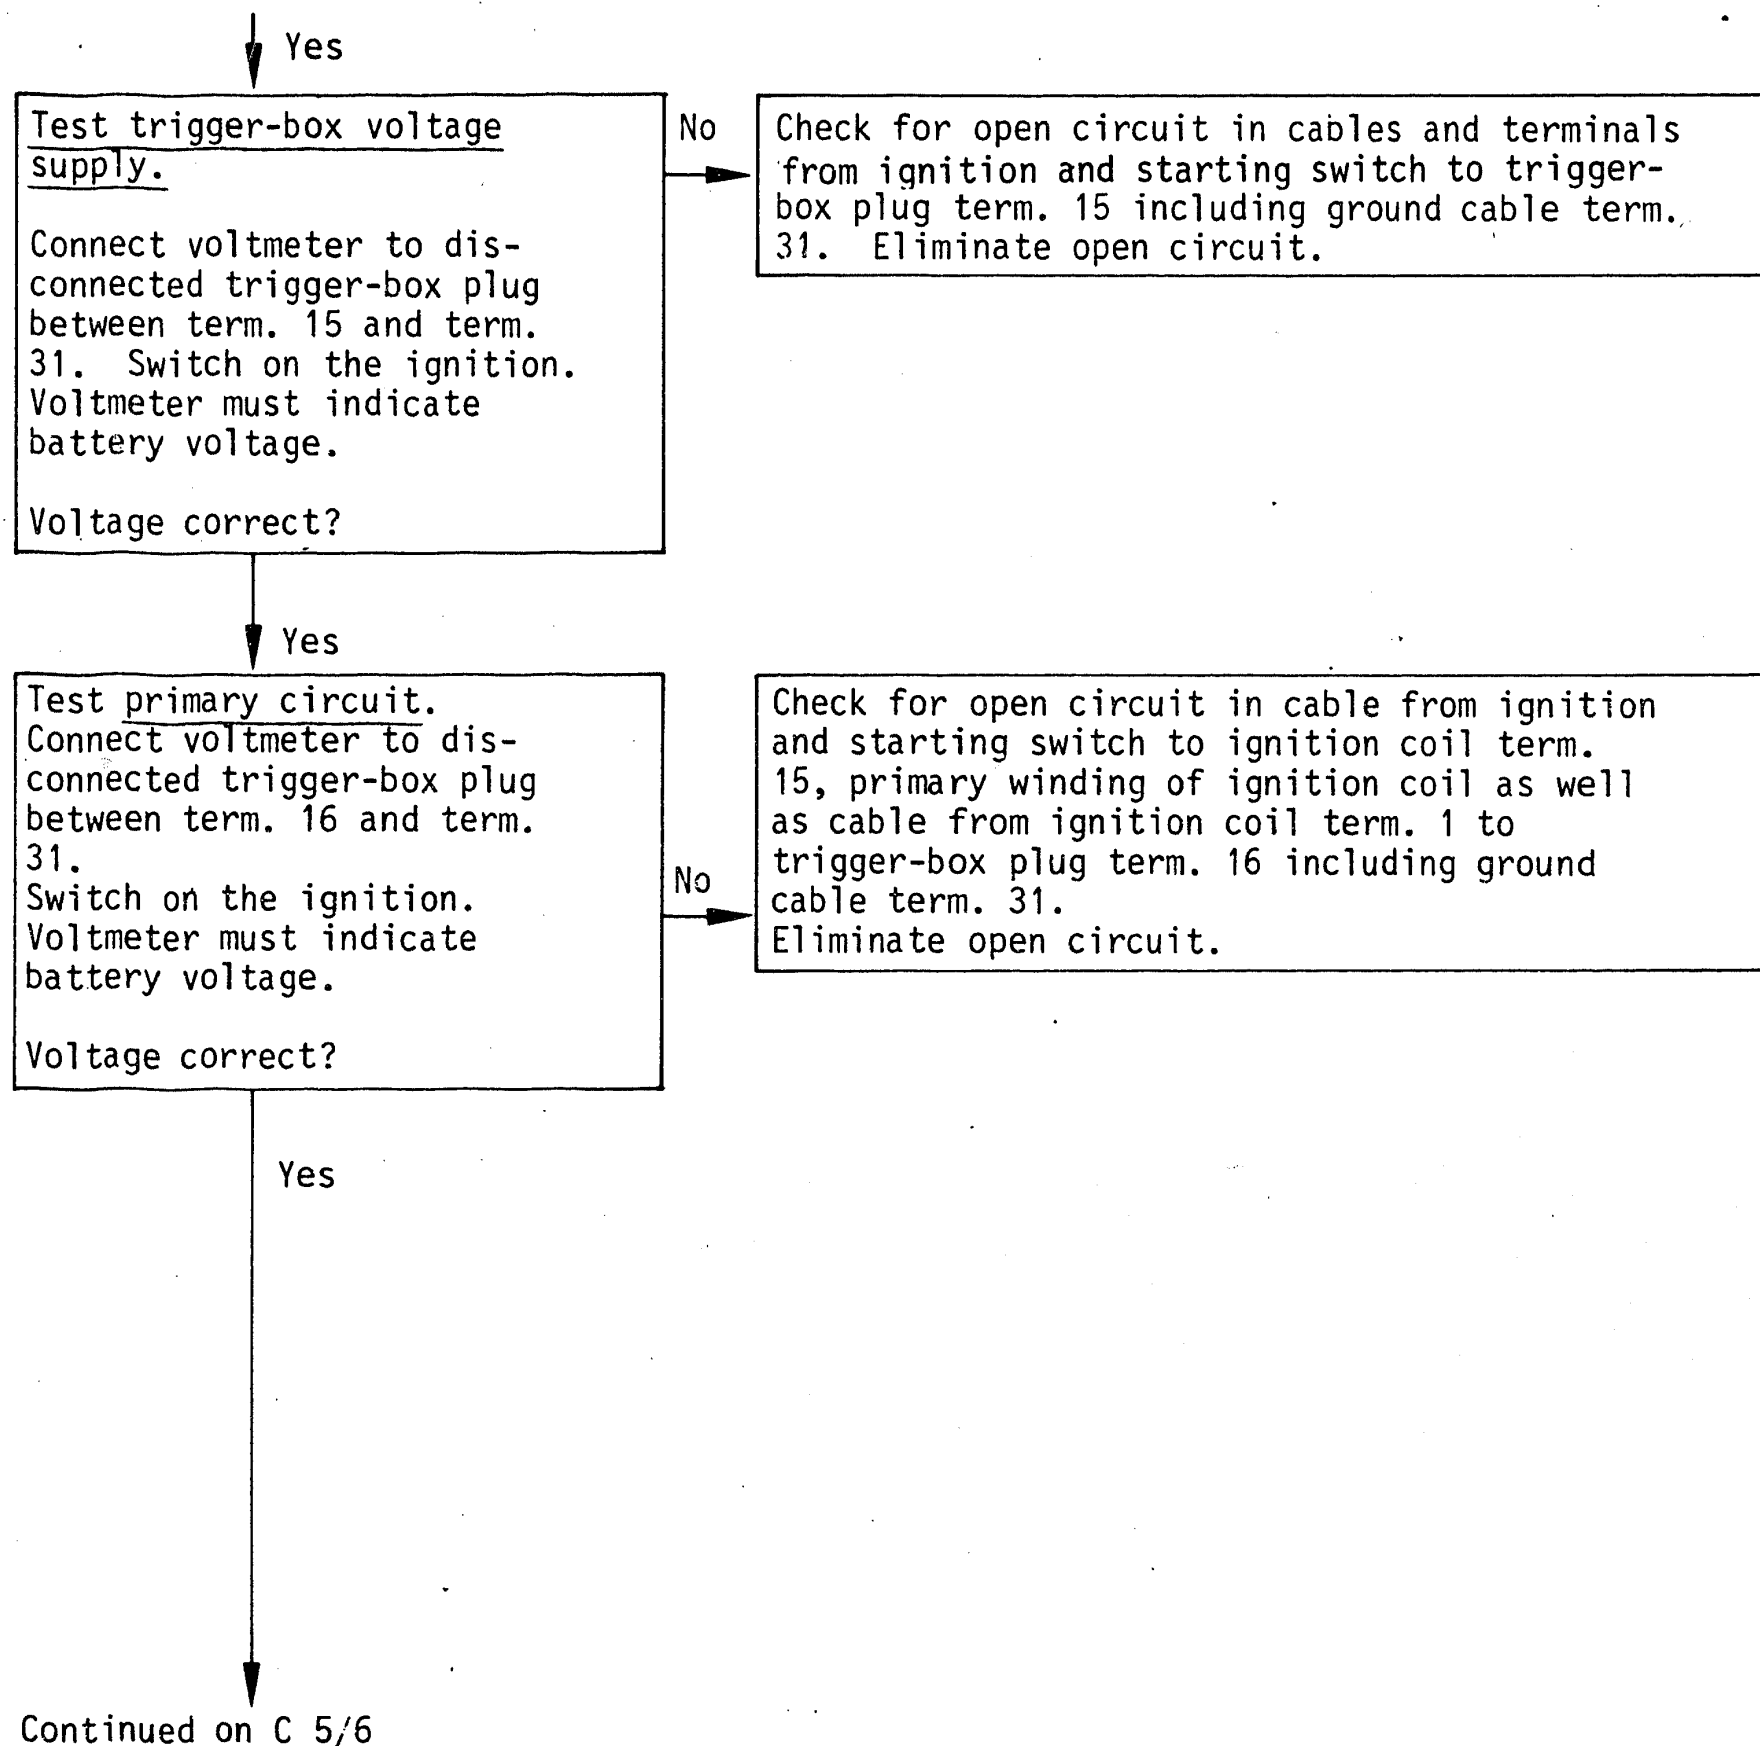 Yes
Test trigger-box voltage
supply.
Connect voltmeter to dis-
connected trigger-box plug
between term. 15 and term.
31. Switch on the ignition.
Voltmeter must indicate
battery voltage.
Voltage correct?
No
Check for open circuit in cables and terminals
from ignition and starting switch to trigger-
box plug term. 15 including ground cable term.
31. Eliminate open circuit.
Yes
Test primary circuit.
Connect voltmeter to dis-
connected trigger-box plug
between term. 16 and term.
31.
Switch on the ignition.
Voltmeter must indicate
battery voltage.
Voltage correct?
No
Check for open circuit in cable from ignition
and starting switch to ignition coil term.
15, primary winding of ignition coil as well
as cable from ignition coil term. 1 to
trigger-box plug term. 16 including ground
cable term. 31.
Eliminate open circuit.
Yes
Continued on C 5/6